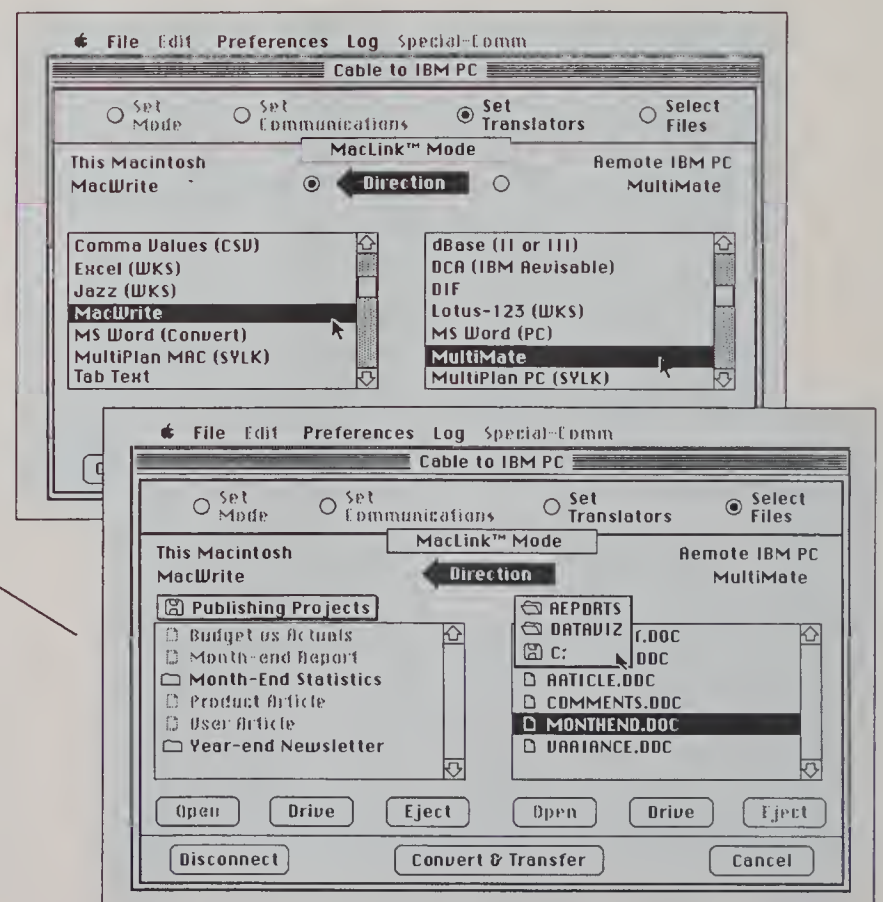 File Edit Preferences Log Special-Comm
Cable to IBM PC
Set Mode
Set Communications
Set Translators
Select Files
MacLink™ Mode
This Macintosh
MacWrite
Direction
Remote IBM PC
MultiMate
Comma Values (CSV)
Excel (WKS)
Jazz (WKS)
MacWrite
MS Word (Convert)
MultiPlan MAC (SYLK)
Tab Text
dBase (II or III)
DCA (IBM Revisable)
DIF
Lotus-123 (WKS)
MS Word (PC)
MultiMate
MultiPlan PC (SYLK)
File Edit Preferences Log Special-Comm
Cable to IBM PC
Set Mode
Set Communications
Set Translators
Select Files
MacLink™ Mode
This Macintosh
MacWrite
Direction
Remote IBM PC
MultiMate
Publishing Projects
Budget vs Actuals
Month-end Report
Month-End Statistics
Product Article
User Article
Year-end Newsletter
REPORTS
DATAVIZ
C:
ARTICLE.DOC
COMMENTS.DOC
MONTHEND.DOC
VARIANCE.DOC
Open Drive Eject Open Drive Eject
Disconnect Convert & Transfer Cancel